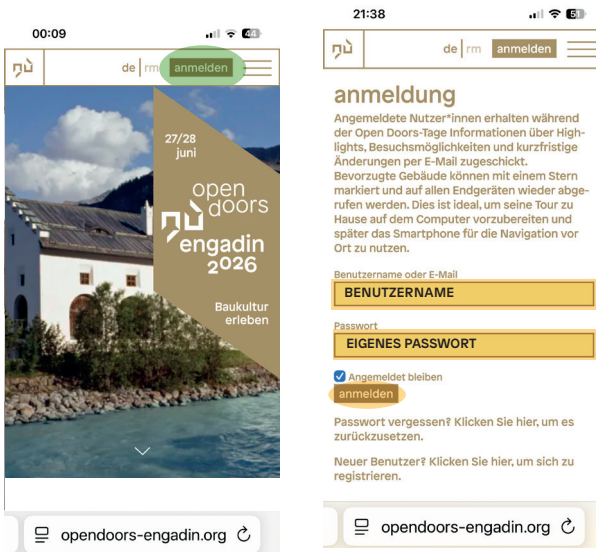 00:09
44
nù
de | rm anmelden
27/28
juni
open
nù doors
engadin
2026
Baukultur
erleben
opendoors-engadin.org
21:38
51
nù
de | rm anmelden
anmeldung
Angemeldete Nutzer*innen erhalten während
der Open Doors-Tage Informationen über High-
lights, Besuchsmöglichkeiten und kurzfristige
Änderungen per E-Mail zugeschickt.
Bevorzugte Gebäude können mit einem Stern
markiert und auf allen Endgeräten wieder abge-
rufen werden. Dies ist ideal, um seine Tour zu
Hause auf dem Computer vorzubereiten und
später das Smartphone für die Navigation vor
Ort zu nutzen.
Benutzername oder E-Mail
BENUTZERNAME
Passwort
EIGENES PASSWORT
Angemeldet bleiben
anmelden
Passwort vergessen? Klicken Sie hier, um es
zurückzusetzen.
Neuer Benutzer? Klicken Sie hier, um sich zu
registrieren.
opendoors-engadin.org